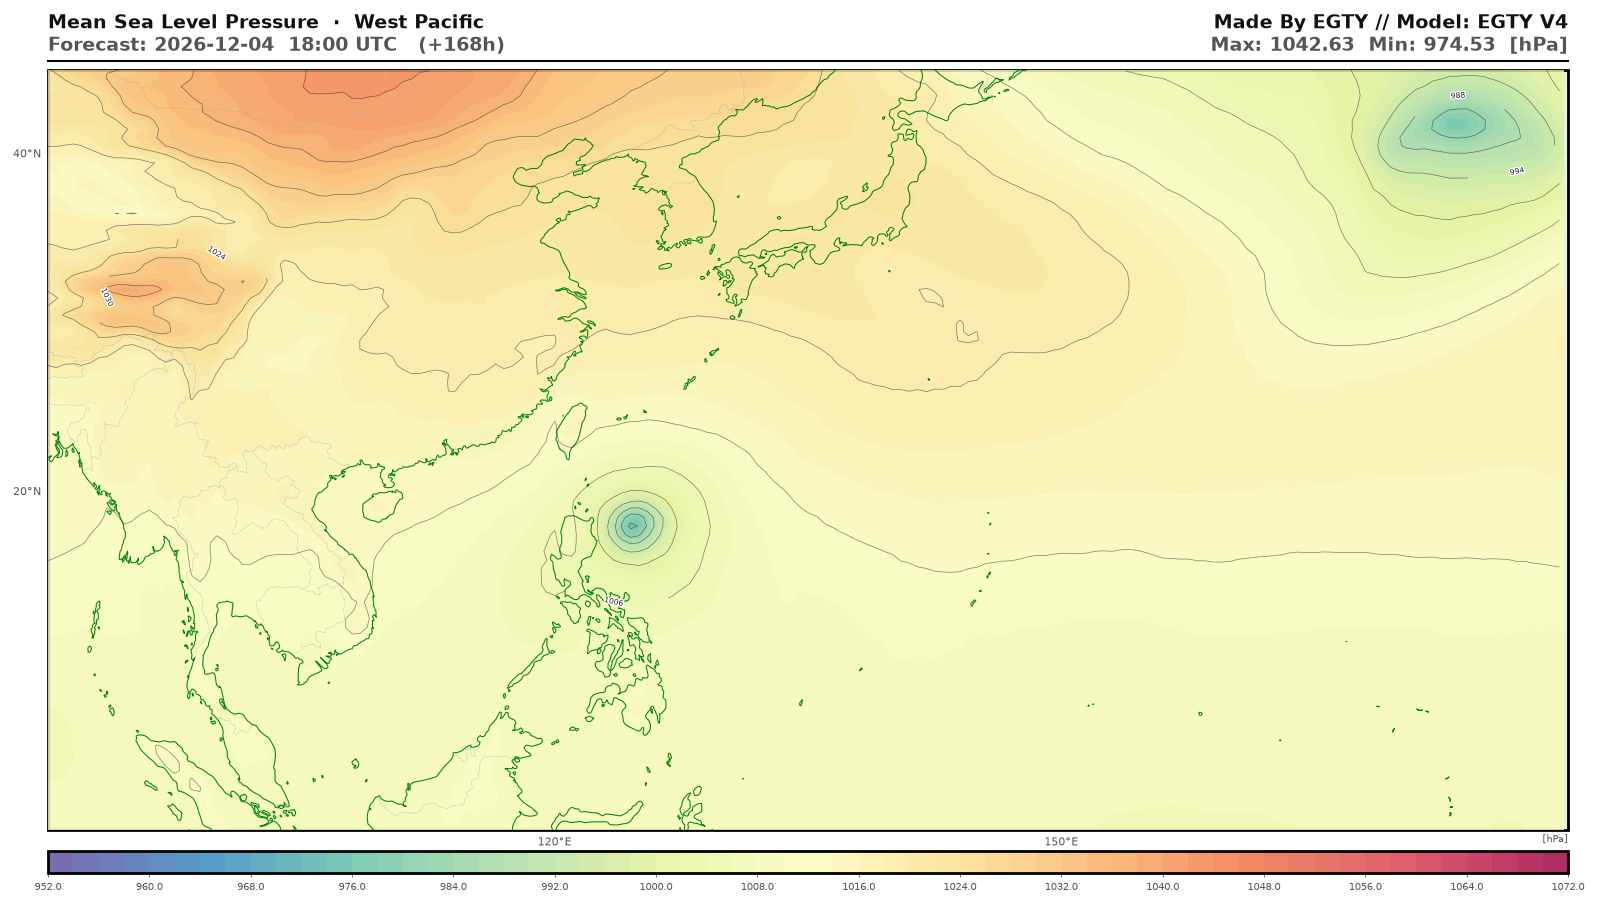 Mean Sea Level Pressure · West Pacific
Made By EGTY // Model: EGTY V4
Forecast: 2026-12-04 18:00 UTC (+168h)
Max: 1042.63 Min: 974.53 [hPa]
988
40°N
994
1024
1030
20°N
1006
120°E
150°E
[hPa]
952.0 960.0 968.0 976.0 984.0 992.0 1000.0 1008.0 1016.0 1024.0 1032.0 1040.0 1048.0 1056.0 1064.0 1072.0